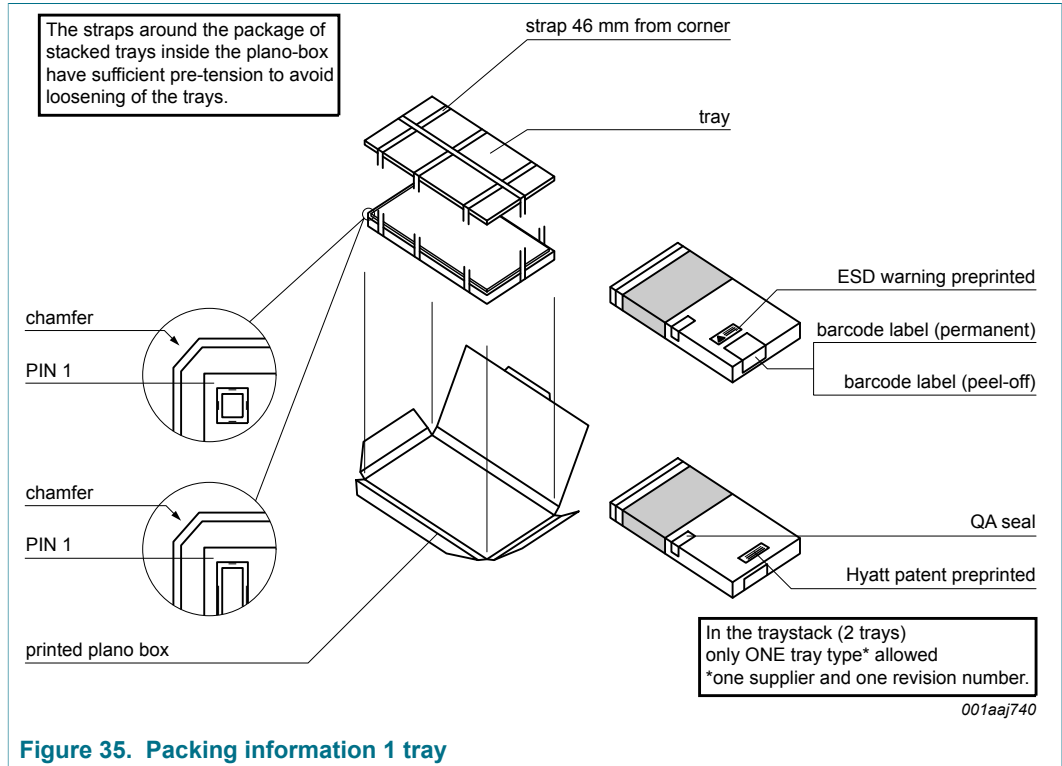 The straps around the package of
stacked trays inside the plano-box
have sufficient pre-tension to avoid
loosening of the trays.
strap 46 mm from corner
tray
chamfer
PIN 1
chamfer
PIN 1
printed plano box
ESD warning preprinted
barcode label (permanent)
barcode label (peel-off)
QA seal
Hyatt patent preprinted
In the traystack (2 trays)
only ONE tray type* allowed
*one supplier and one revision number.
001aaj740
Figure 35. Packing information 1 tray